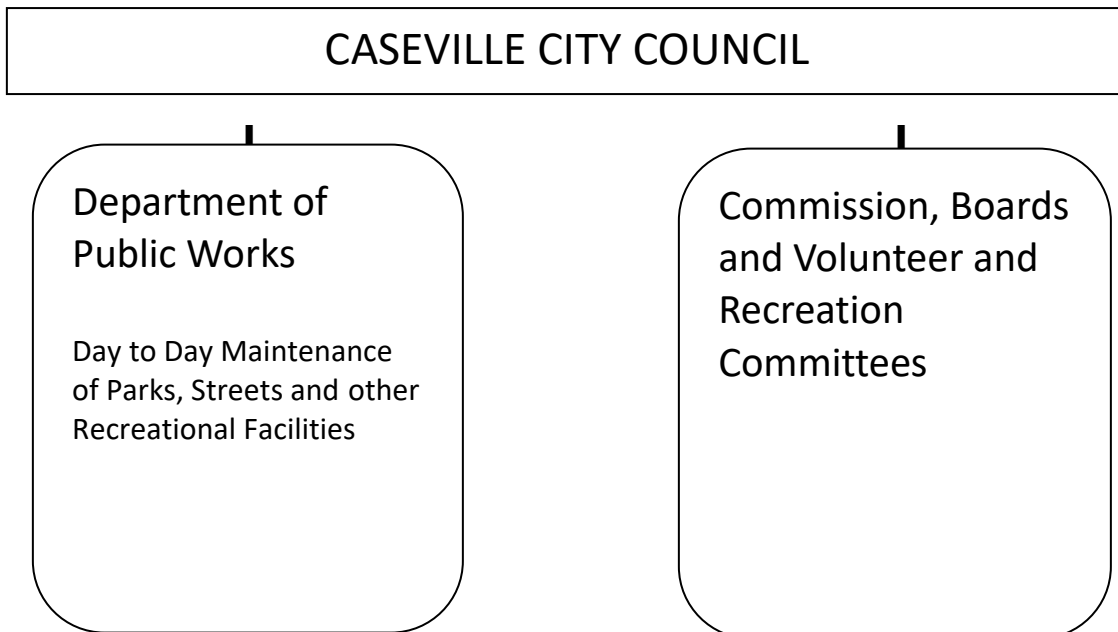 CASEVILLE CITY COUNCIL
Department of
Public Works
Day to Day Maintenance
of Parks, Streets and other
Recreational Facilities
Commission, Boards
and Volunteer and
Recreation
Committees